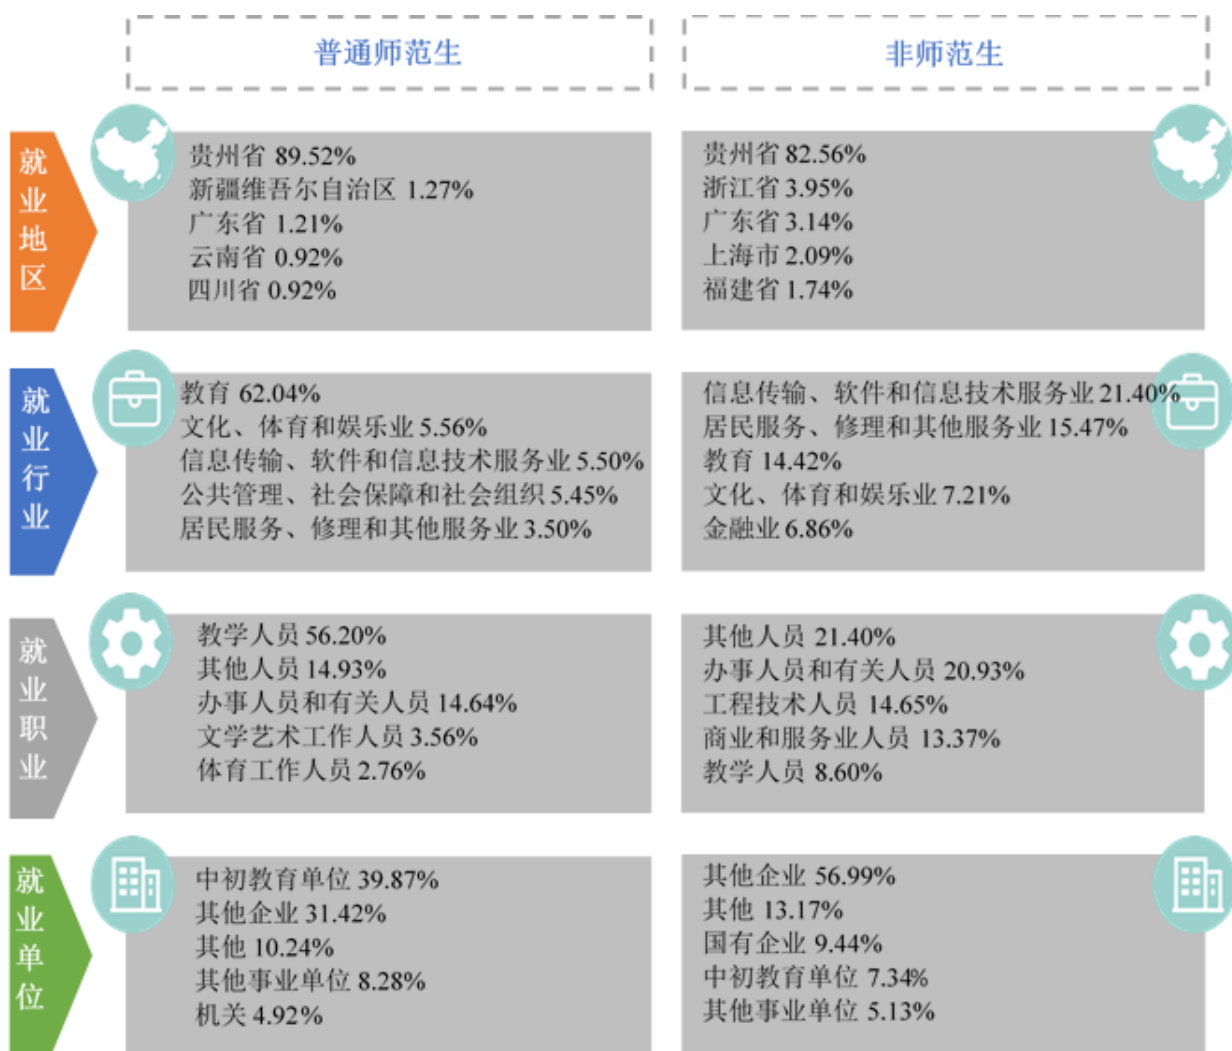 普通师范生
非师范生
就业地区
贵州省 89.52%
新疆维吾尔自治区 1.27%
广东省 1.21%
云南省 0.92%
四川省 0.92%
贵州省 82.56%
浙江省 3.95%
广东省 3.14%
上海市 2.09%
福建省 1.74%
就业行业
教育 62.04%
文化、体育和娱乐业 5.56%
信息传输、软件和信息技术服务业 5.50%
公共管理、社会保障和社会组织 5.45%
居民服务、修理和其他服务业 3.50%
信息传输、软件和信息技术服务业 21.40%
居民服务、修理和其他服务业 15.47%
教育 14.42%
文化、体育和娱乐业 7.21%
金融业 6.86%
就业职业
教学人员 56.20%
其他人员 14.93%
办事人员和有关人员 14.64%
文学艺术工作人员 3.56%
体育工作人员 2.76%
其他人员 21.40%
办事人员和有关人员 20.93%
工程技术人员 14.65%
商业和服务业人员 13.37%
教学人员 8.60%
就业单位
中初教育单位 39.87%
其他企业 31.42%
其他 10.24%
其他事业单位 8.28%
机关 4.92%
其他企业 56.99%
其他 13.17%
国有企业 9.44%
中初教育单位 7.34%
其他事业单位 5.13%